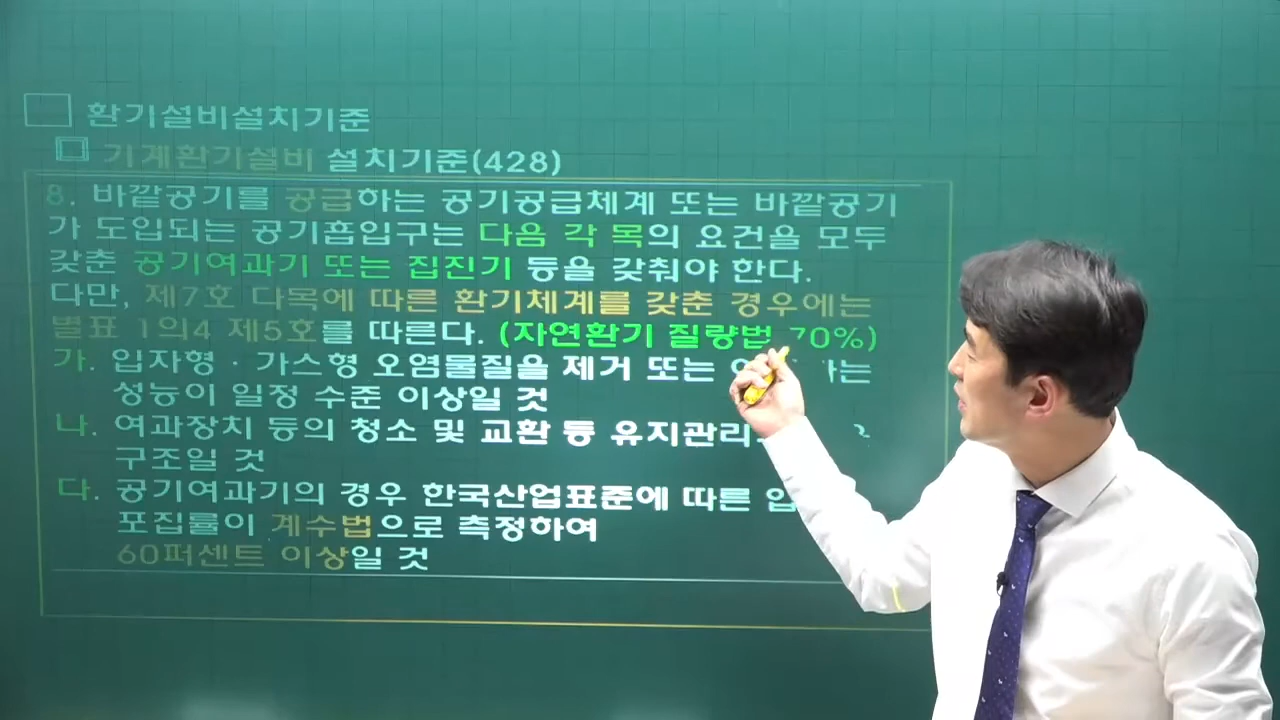 환기설비설치기준
기계환기설비 설치기준(428)
8. 바깥공기를 공급하는 공기공급체계 또는 바깥공기
가 도입되는 공기흡입구는 다음 각 목의 요건을 모두
갖춘 공기여과기 또는 집진기 등을 갖춰야 한다.
다만, 제7호 다목에 따른 환기체계를 갖춘 경우에는
별표 1의4 제5호를 따른다. (자연환기 질량법 70%)
가. 입자형 · 가스형 오염물질을 제거 또는
성능이 일정 수준 이상일 것
나. 여과장치 등의 청소 및 교환 등 유지관리
구조일 것
다. 공기여과기의 경우 한국산업표준에 따른
포집률이 계수법으로 측정하여
60퍼센트 이상일 것